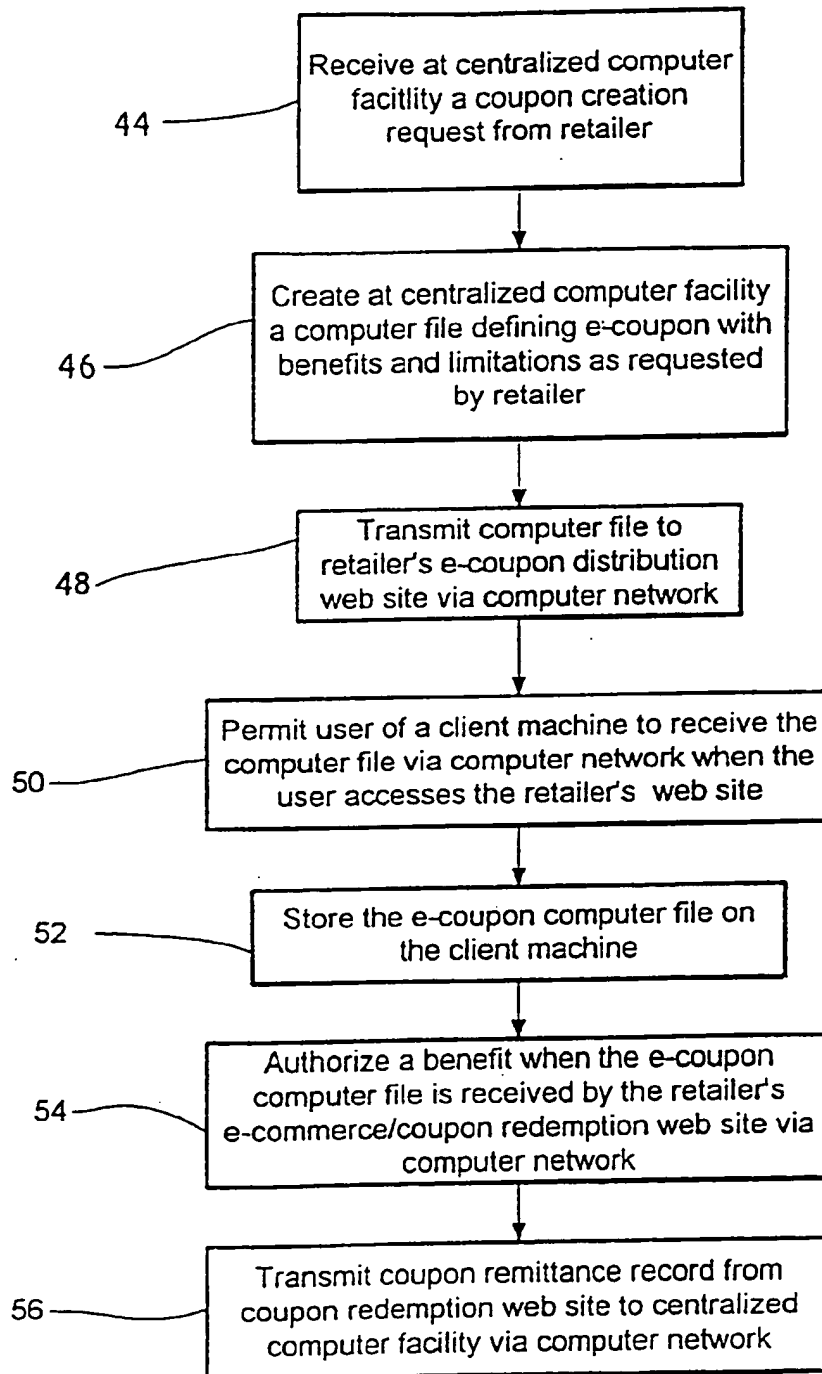 Receive at centralized computer
facitlity a coupon creation
request from retailer
44
Create at centralized computer facility
a computer file defining e-coupon with
benefits and limitations as requested
by retailer
46
Transmit computer file to
retailer's e-coupon distribution
web site via computer network
48
Permit user of a client machine to receive the
computer file via computer network when the
user accesses the retailer's web site
50
Store the e-coupon computer file on
the client machine
52
Authorize a benefit when the e-coupon
computer file is received by the retailer's
e-commerce/coupon redemption web site via
computer network
54
Transmit coupon remittance record from
coupon redemption web site to centralized
computer facility via computer network
56